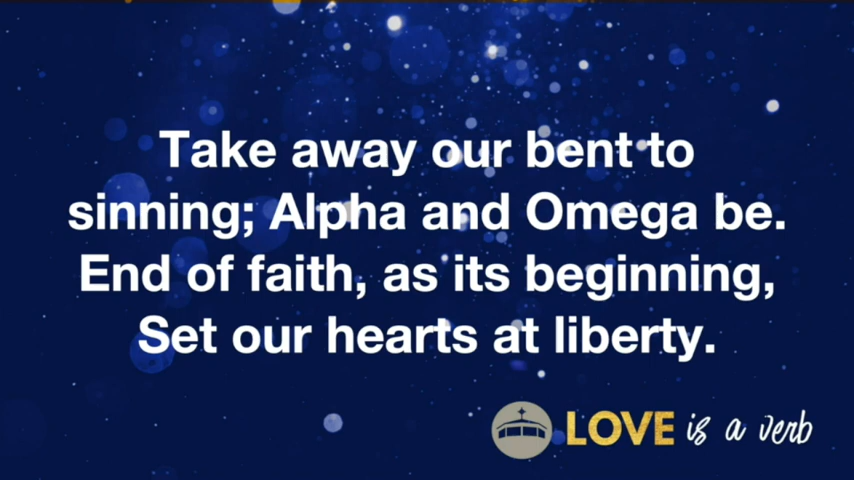 Take away our bent to
sinning; Alpha and Omega be.
End of faith, as its beginning,
Set our hearts at liberty.
LOVE is a verb